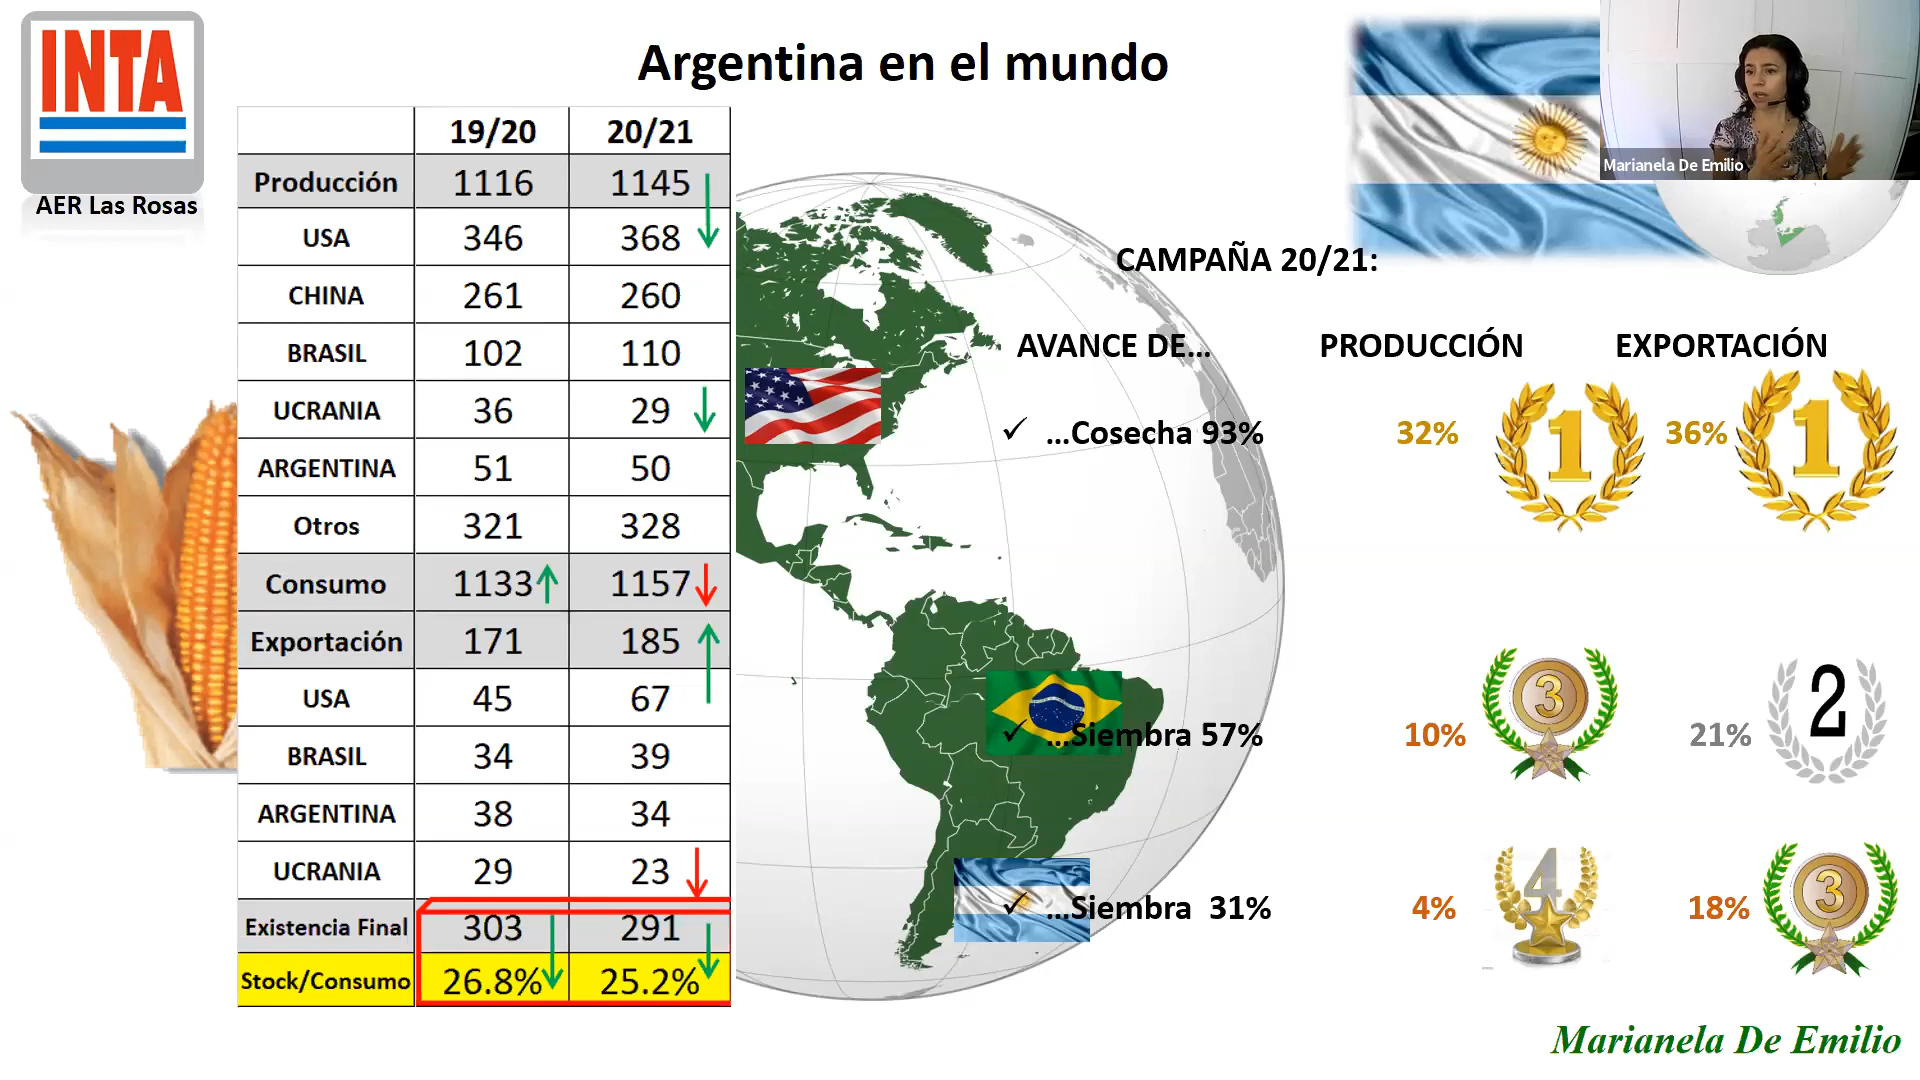 INTA
AER Las Rosas
Argentina en el mundo
Marianela De Emilio
19/20 20/21
Producción 1116 1145
USA 346 368
CHINA 261 260
BRASIL 102 110
UCRANIA 36 29
ARGENTINA 51 50
Otros 321 328
Consumo 1133 1157
Exportación 171 185
USA 45 67
BRASIL 34 39
ARGENTINA 38 34
UCRANIA 29 23
Existencia Final 303 291
Stock/Consumo 26.8% 25.2%
CAMPAÑA 20/21:
AVANCE DE... PRODUCCIÓN EXPORTACIÓN
✓ ...Cosecha 93% 32% 1 36% 1
✓ ...Siembra 57% 10% 3 21% 2
✓ ...Siembra 31% 4% 4 18% 3
Marianela De Emilio